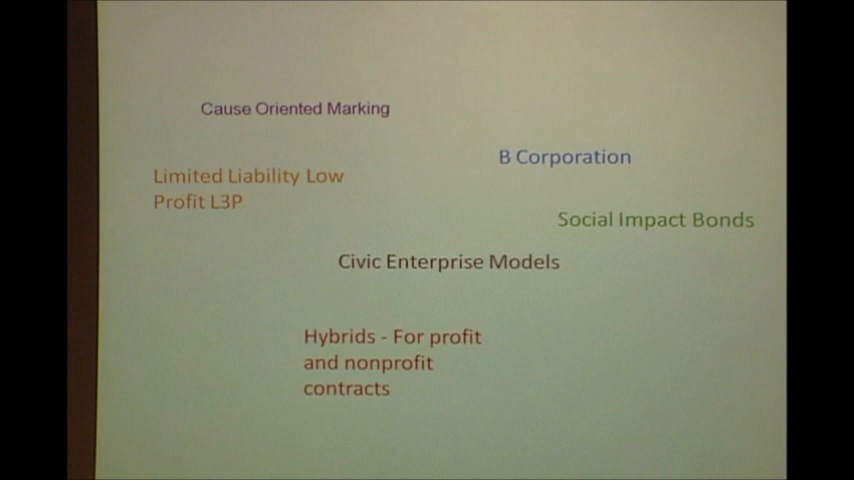 Cause Oriented Marking
B Corporation
Limited Liability Low
Profit L3P
Social Impact Bonds
Civic Enterprise Models
Hybrids - For profit
and nonprofit
contracts